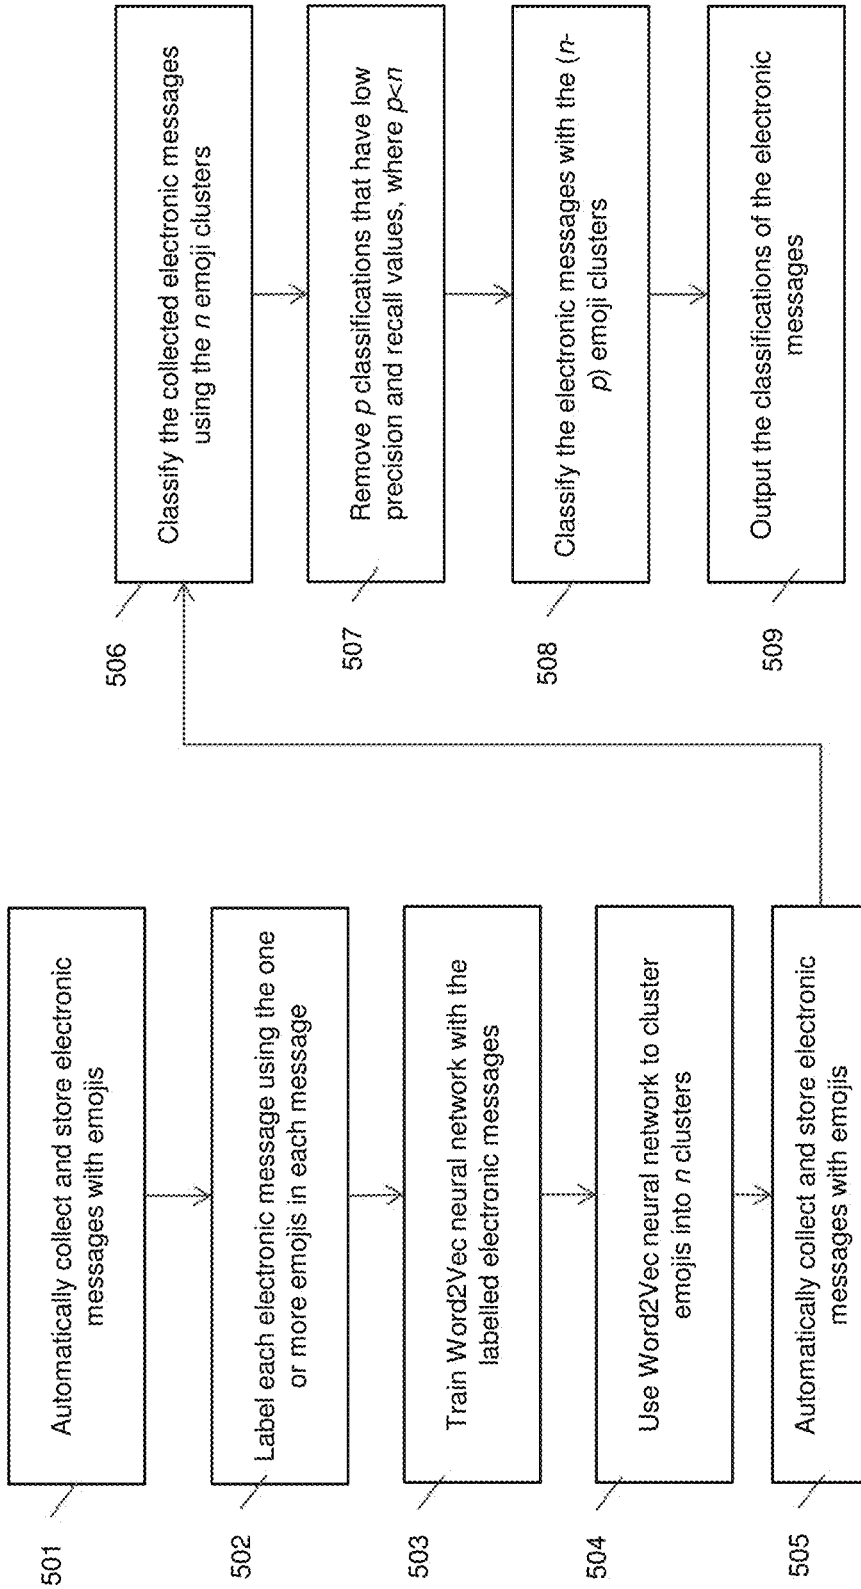 501
Automatically collect and store electronic
messages with emojis
502
Label each electronic message using the one
or more emojis in each message
503
Train Word2Vec neural network with the
labelled electronic messages
504
Use Word2Vec neural network to cluster
emojis into n clusters
505
Automatically collect and store electronic
messages with emojis
506
Classify the collected electronic messages
using the n emoji clusters
507
Remove p classifications that have low
precision and recall values, where p<n
508
Classify the electronic messages with the (n-
p) emoji clusters
509
Output the classifications of the electronic
messages